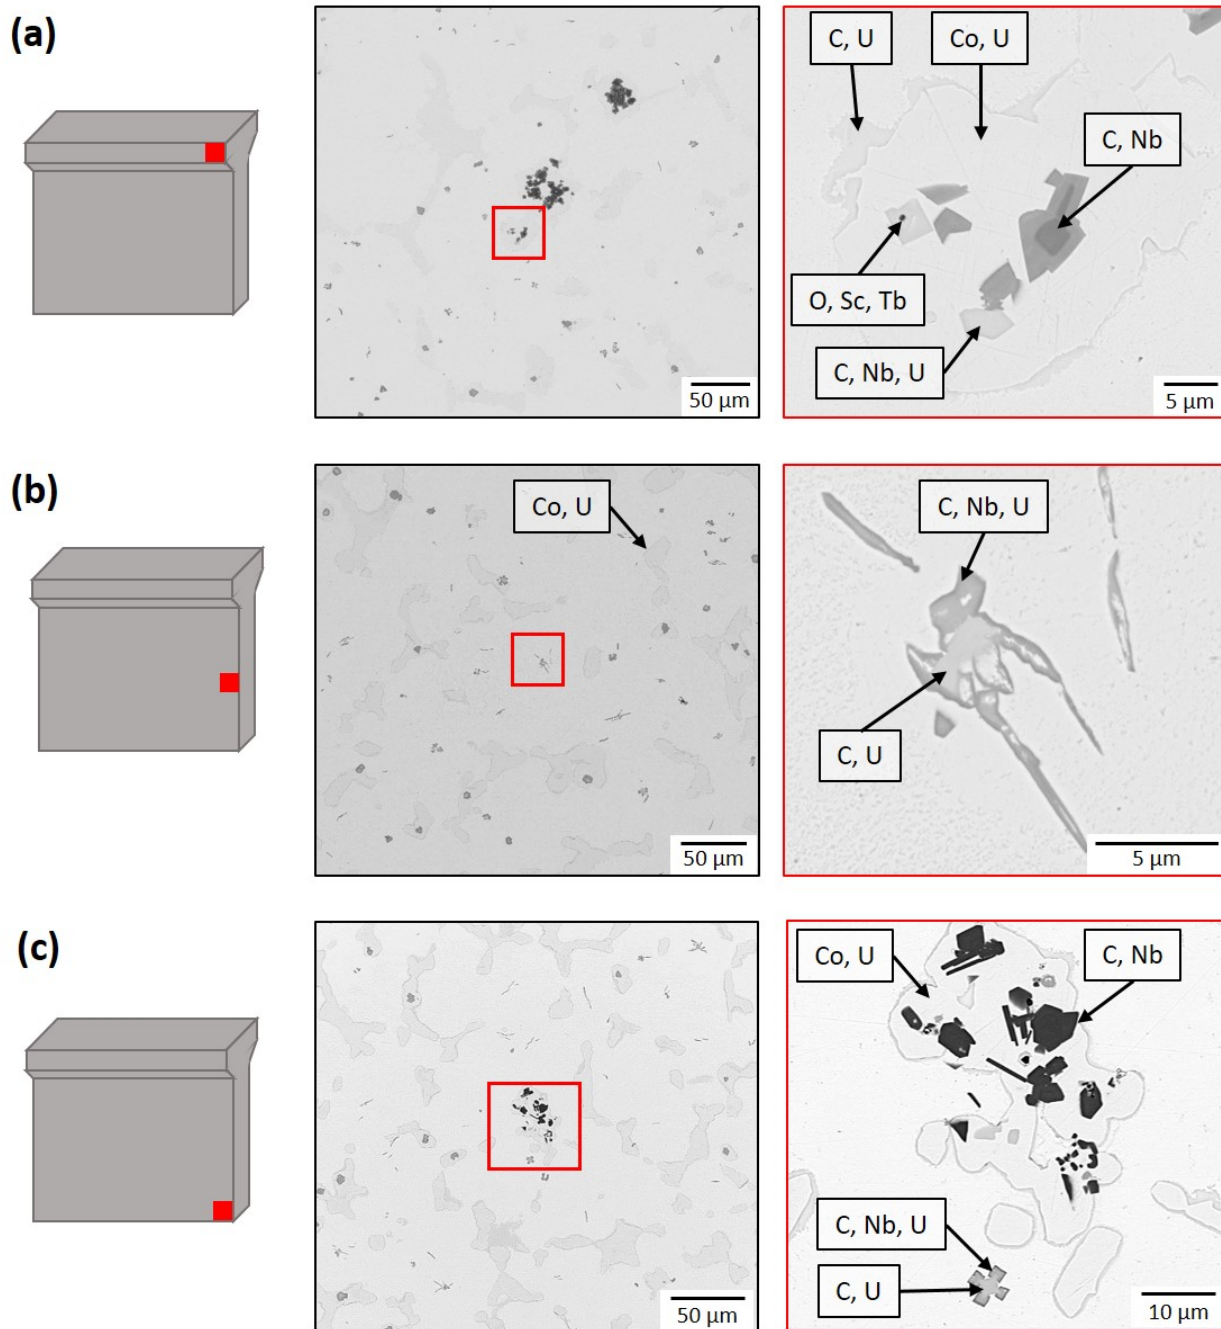 (a)
C, U
Co, U
C, Nb
O, Sc, Tb
C, Nb, U
50 µm
5 µm
(b)
Co, U
C, Nb, U
C, U
50 µm
5 µm
(c)
Co, U
C, Nb
C, Nb, U
C, U
50 µm
10 µm